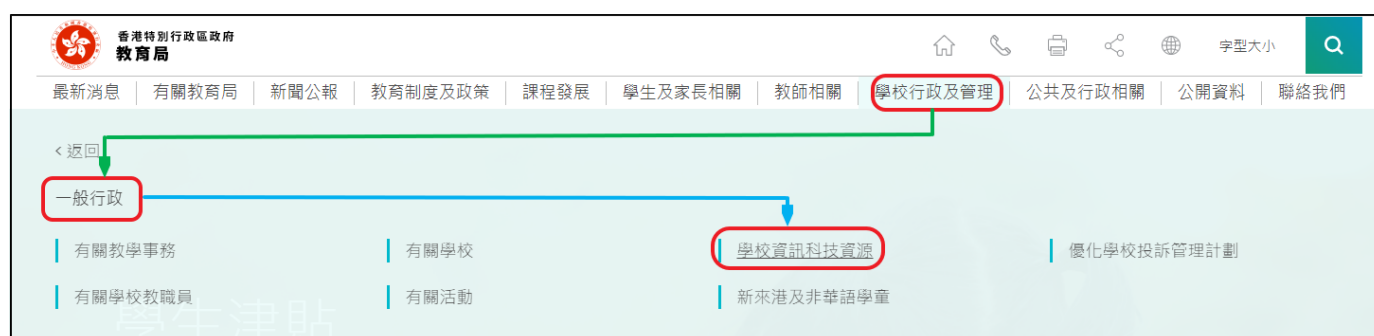 香港特別行政區政府
教育局
字型大小
最新消息 有關教育局 新聞公報 教育制度及政策 課程發展 學生及家長相關 教師相關 學校行政及管理 公共及行政相關 公開資料 聯絡我們
<返回
一般行政
有關教學事務 有關學校 學校資訊科技資源 優化學校投訴管理計劃
有關學校教職員 有關活動 新來港及非華語學童
學生津貼